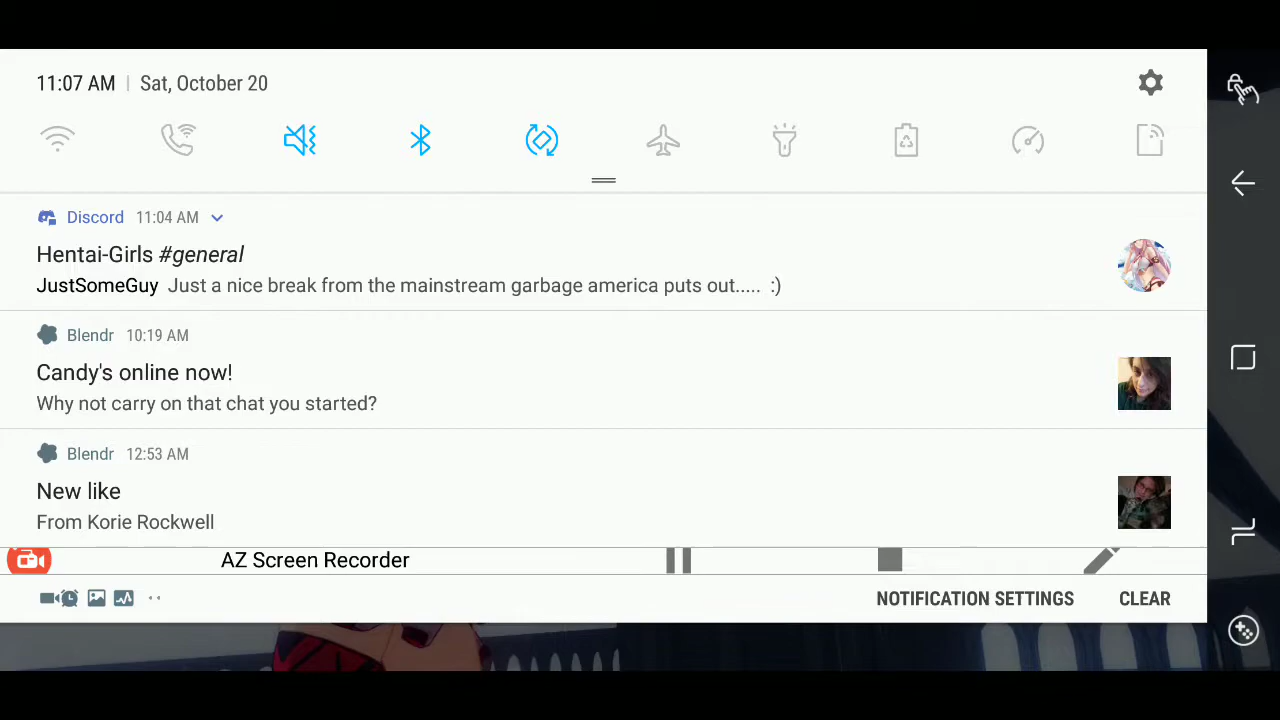 11:07 AM | Sat, October 20
Discord 11:04 AM
Hentai-Girls #general
JustSomeGuy Just a nice break from the mainstream garbage america puts out..... :)
Blendr 10:19 AM
Candy's online now!
Why not carry on that chat you started?
Blendr 12:53 AM
New like
From Korie Rockwell
AZ Screen Recorder
NOTIFICATION SETTINGS CLEAR